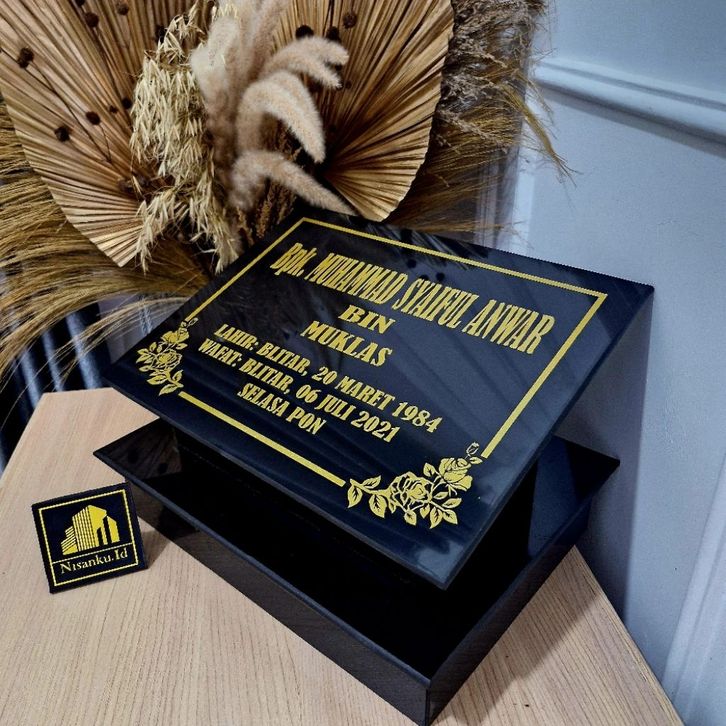 Bpk. MUHAMMAD SYAIFUL ANWAR
BIN
MUKLAS
LAHIR: BLITAR, 20 MARET 1984
WAFAT: BLITAR, 06 JULI 2021
SELASA PON
Nisanku.Id